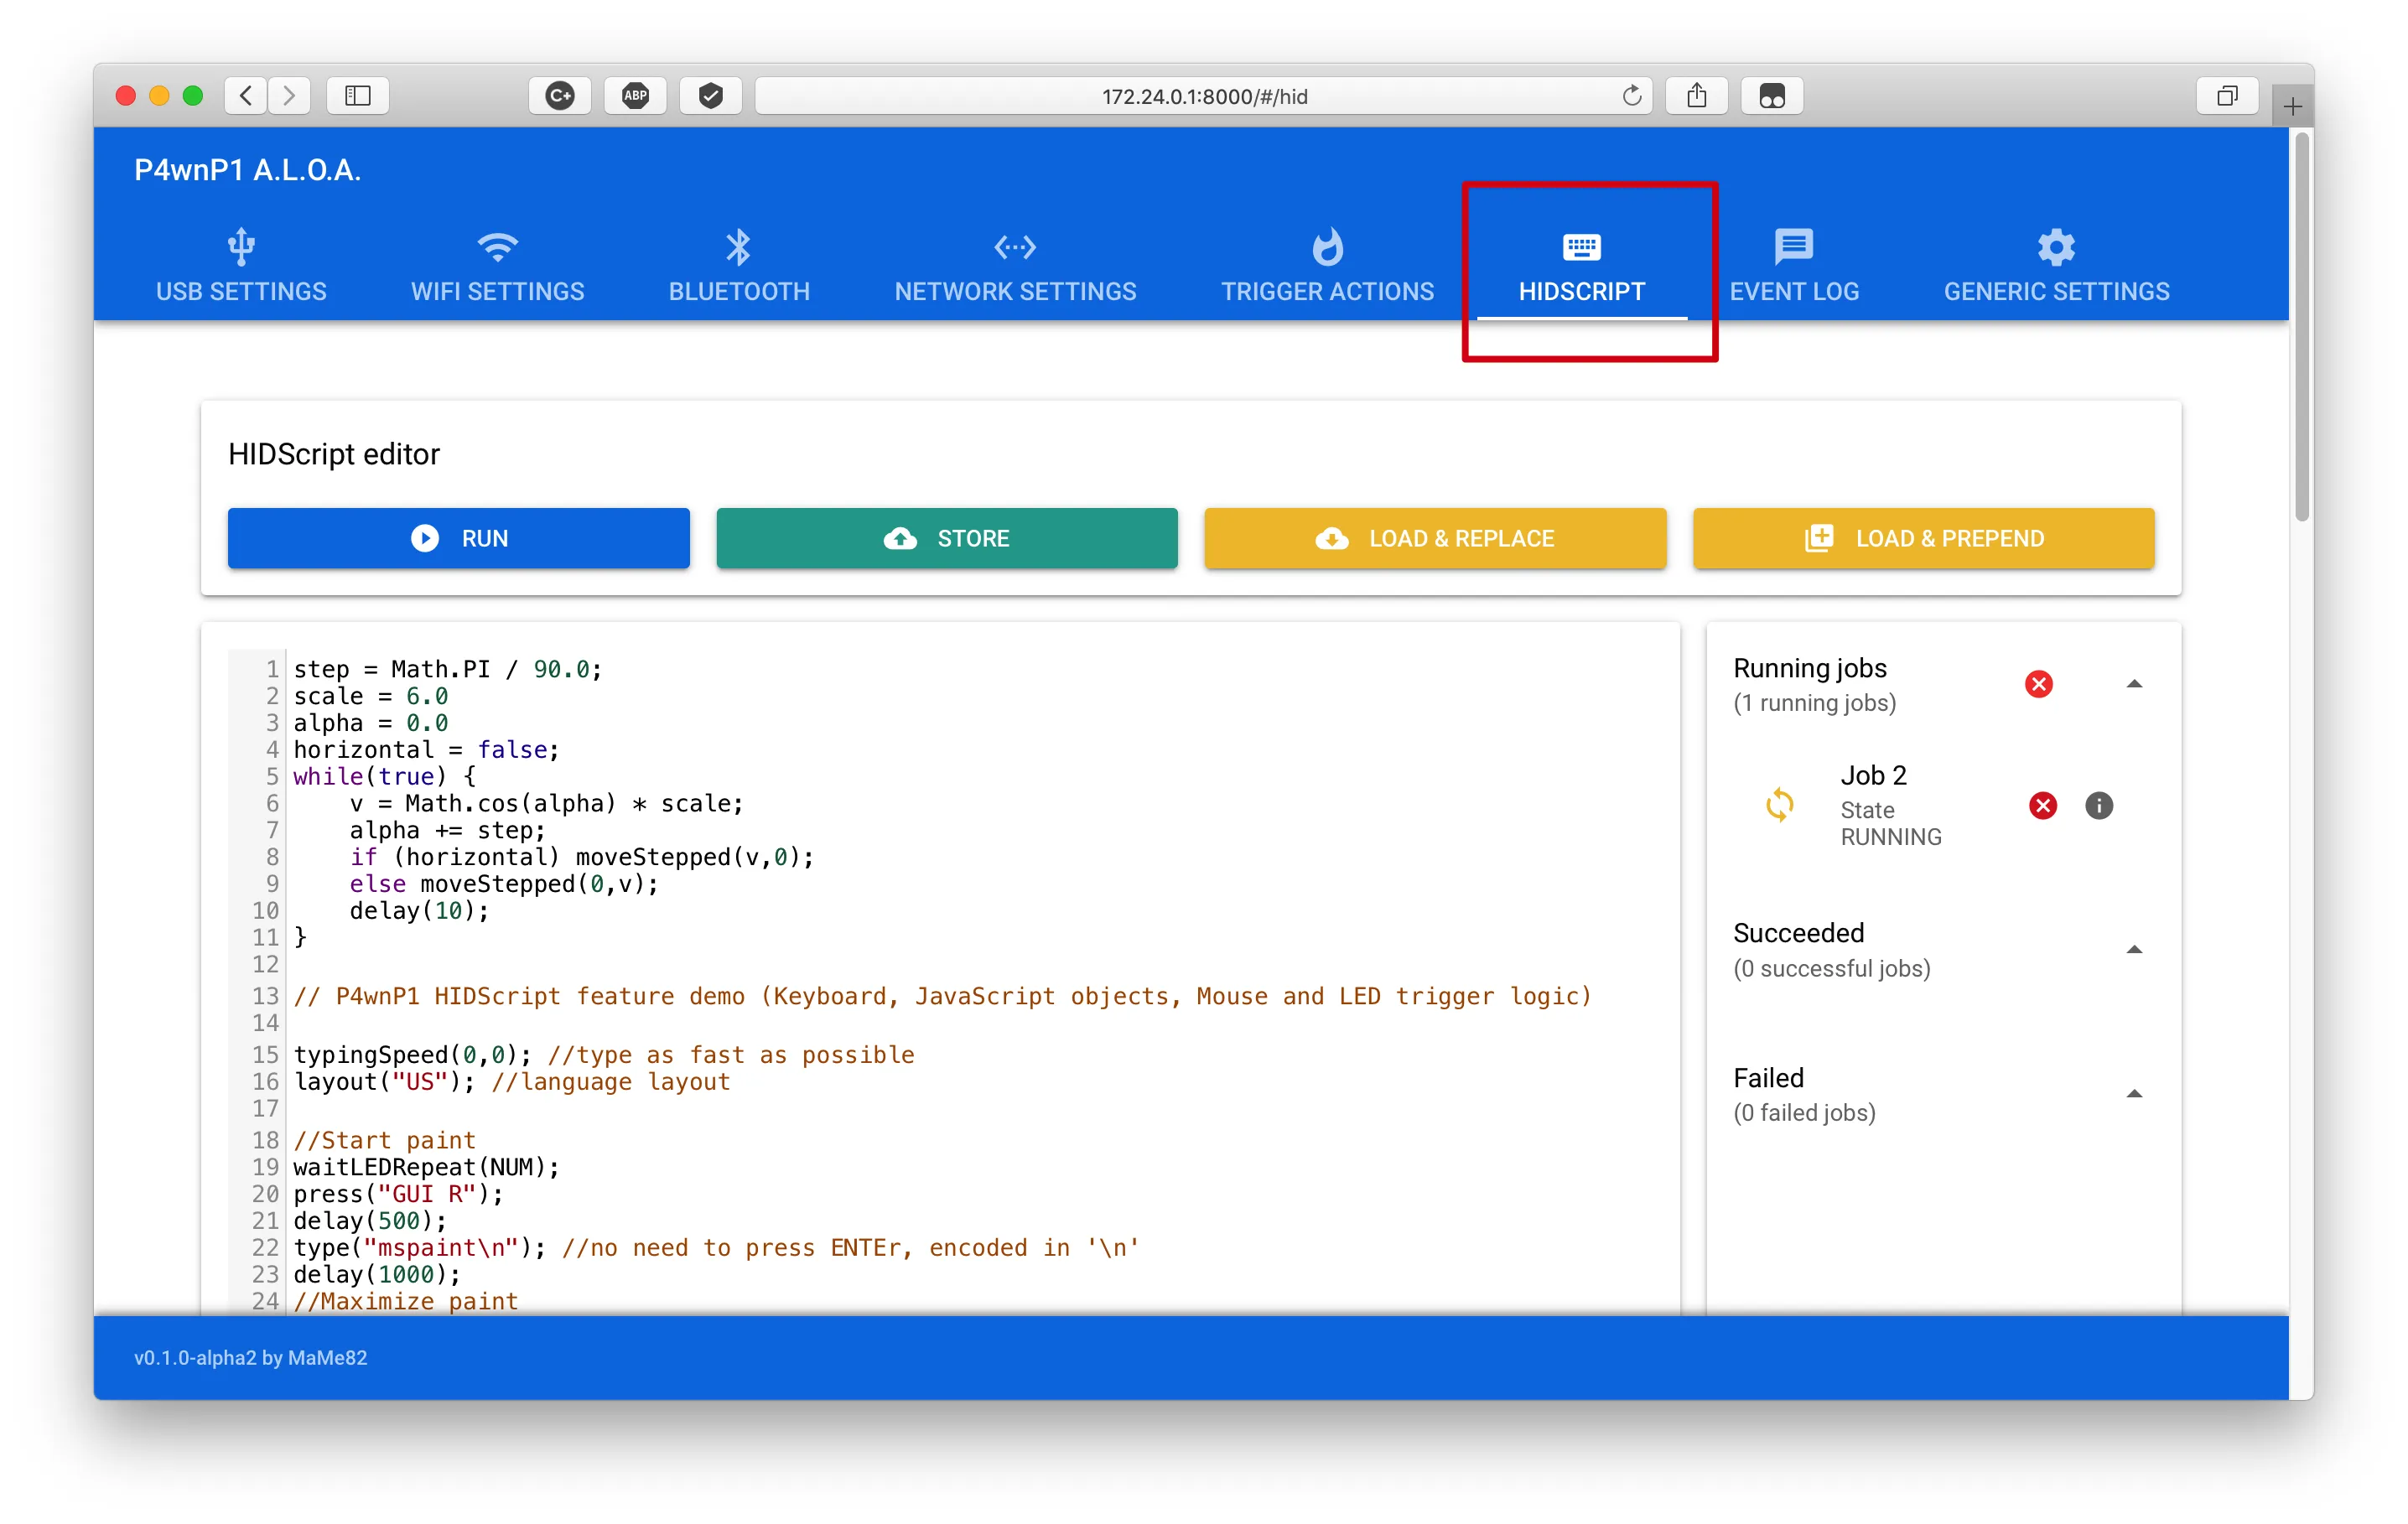 C+
ABP
172.24.0.1:8000/#/hid
P4wnP1 A.L.O.A.
USB SETTINGS
WIFI SETTINGS
BLUETOOTH
NETWORK SETTINGS
TRIGGER ACTIONS
HIDSCRIPT
EVENT LOG
GENERIC SETTINGS
HIDScript editor
RUN
STORE
LOAD & REPLACE
LOAD & PREPEND
1 step = Math.PI / 90.0;
2 scale = 6.0
3 alpha = 0.0
4 horizontal = false;
5 while(true) {
6     v = Math.cos(alpha) * scale;
7     alpha += step;
8     if (horizontal) moveStepped(v,0);
9     else moveStepped(0,v);
10     delay(10);
11 }
12
13 // P4wnP1 HIDScript feature demo (Keyboard, JavaScript objects, Mouse and LED trigger logic)
14
15 typingSpeed(0,0); //type as fast as possible
16 layout("US"); //language layout
17
18 //Start paint
19 waitLEDRepeat(NUM);
20 press("GUI R");
21 delay(500);
22 type("mspaint\n"); //no need to press ENTEr, encoded in '\n'
23 delay(1000);
24 //Maximize paint
Running jobs
(1 running jobs)
Job 2
State
RUNNING
Succeeded
(0 successful jobs)
Failed
(0 failed jobs)
v0.1.0-alpha2 by MaMe82